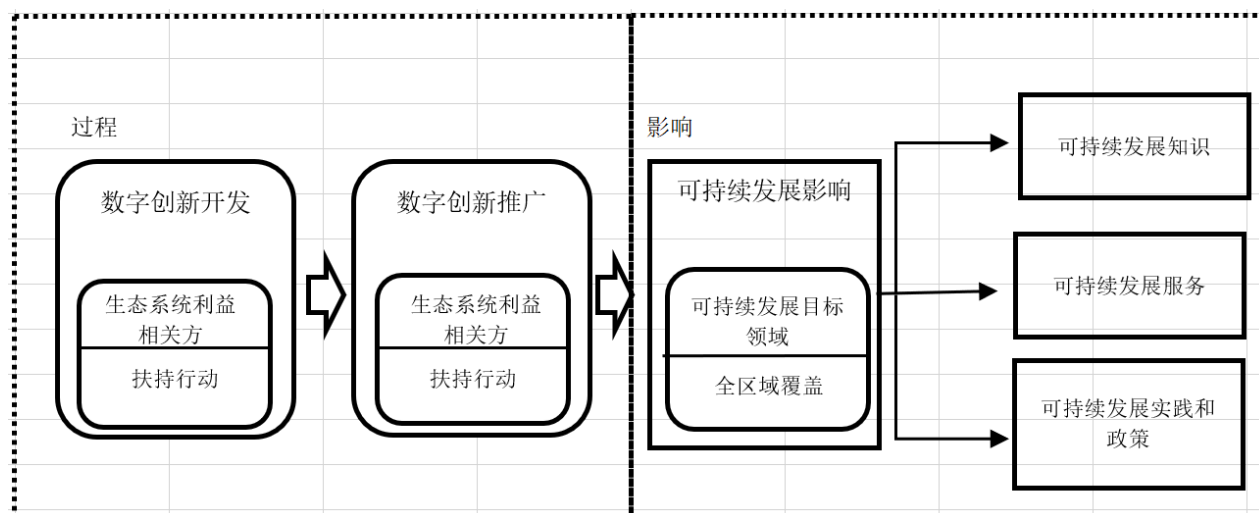 过程
数字创新开发
生态系统利益
相关方
扶持行动
数字创新推广
生态系统利益
相关方
扶持行动
影响
可持续发展影响
可持续发展目标
领域
全区域覆盖
可持续发展知识
可持续发展服务
可持续发展实践和
政策